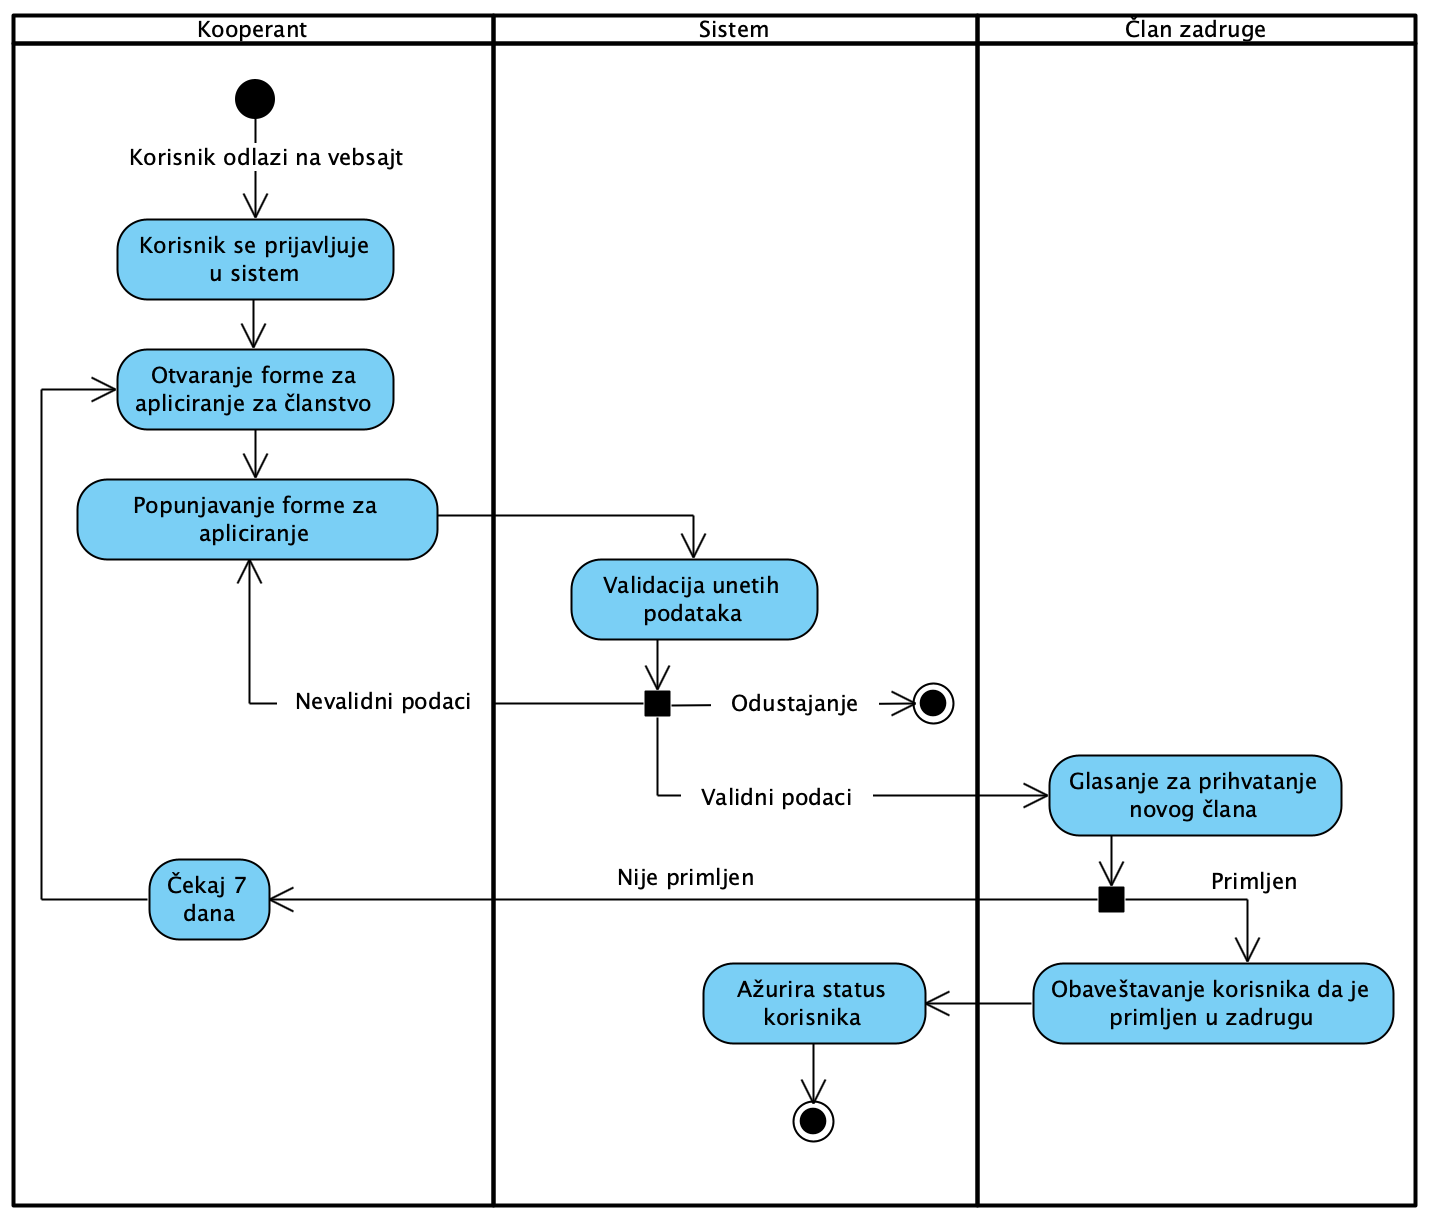 Kooperant
Sistem
Član zadruge
Korisnik odlazi na vebsajt
Korisnik se prijavljuje
u sistem
Otvaranje forme za
apliciranje za članstvo
Popunjavanje forme za
apliciranje
Validacija unetih
podataka
Nevalidni podaci
Odustajanje
Validni podaci
Glasanje za prihvatanje
novog člana
Nije primljen
Primljen
Čekaj 7
dana
Ažurira status
korisnika
Obaveštavanje korisnika da je
primljen u zadrugu